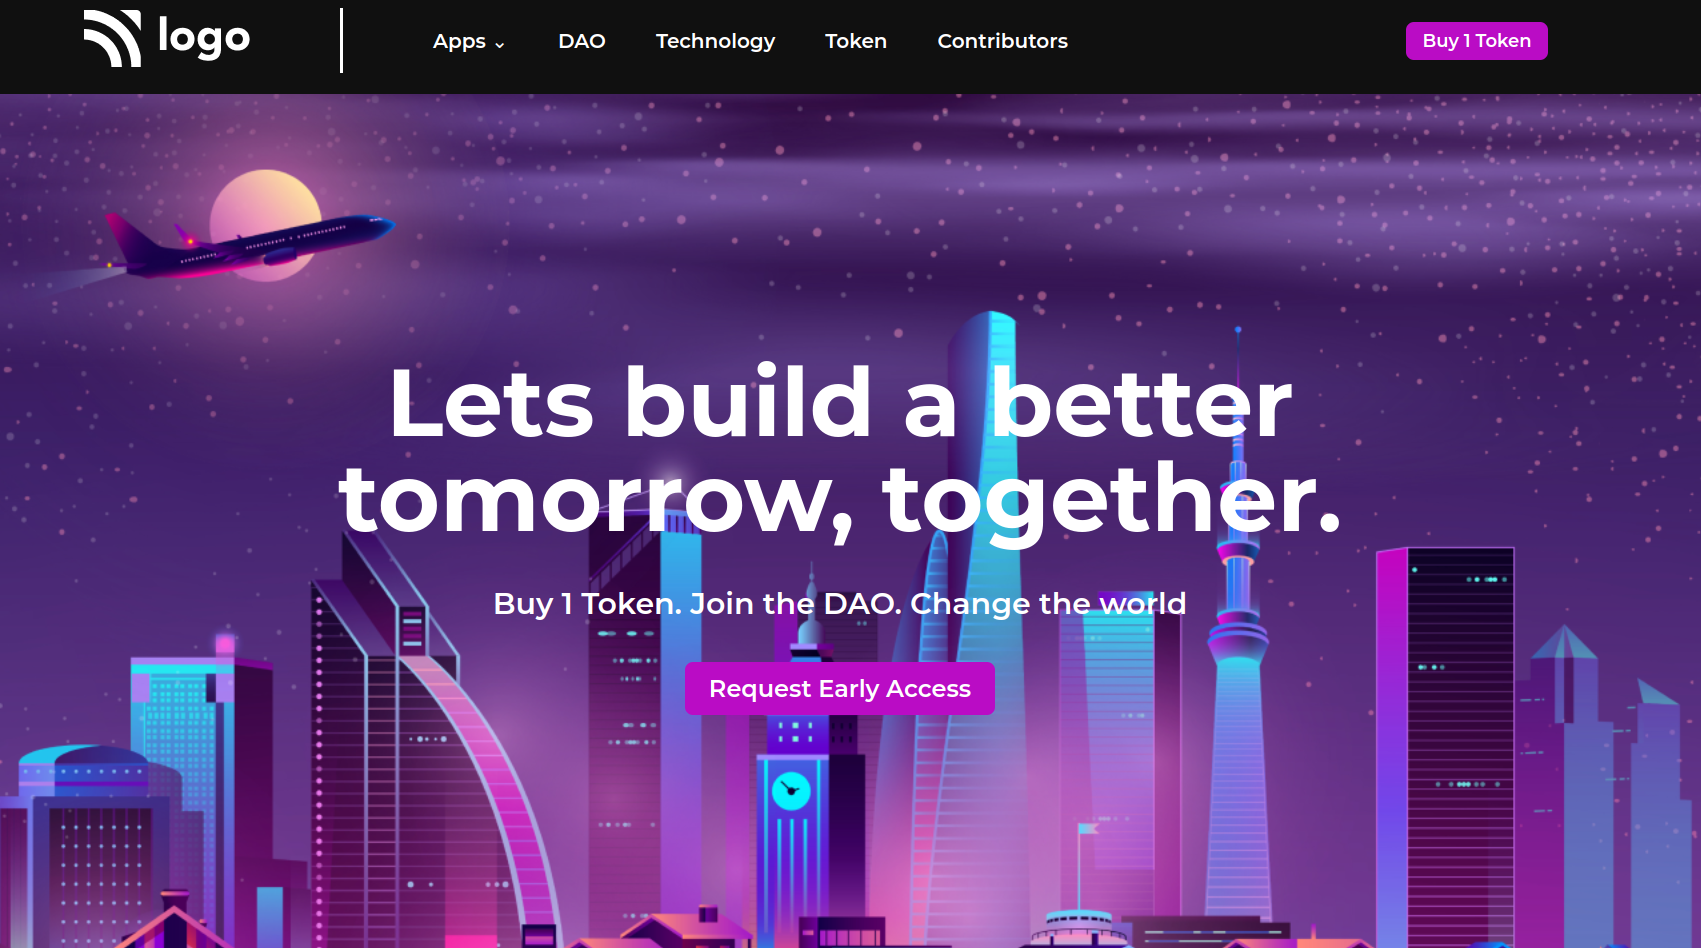 logo
Apps
DAO
Technology
Token
Contributors
Buy 1 Token
Lets build a better
tomorrow, together.
Buy 1 Token. Join the DAO. Change the world
Request Early Access